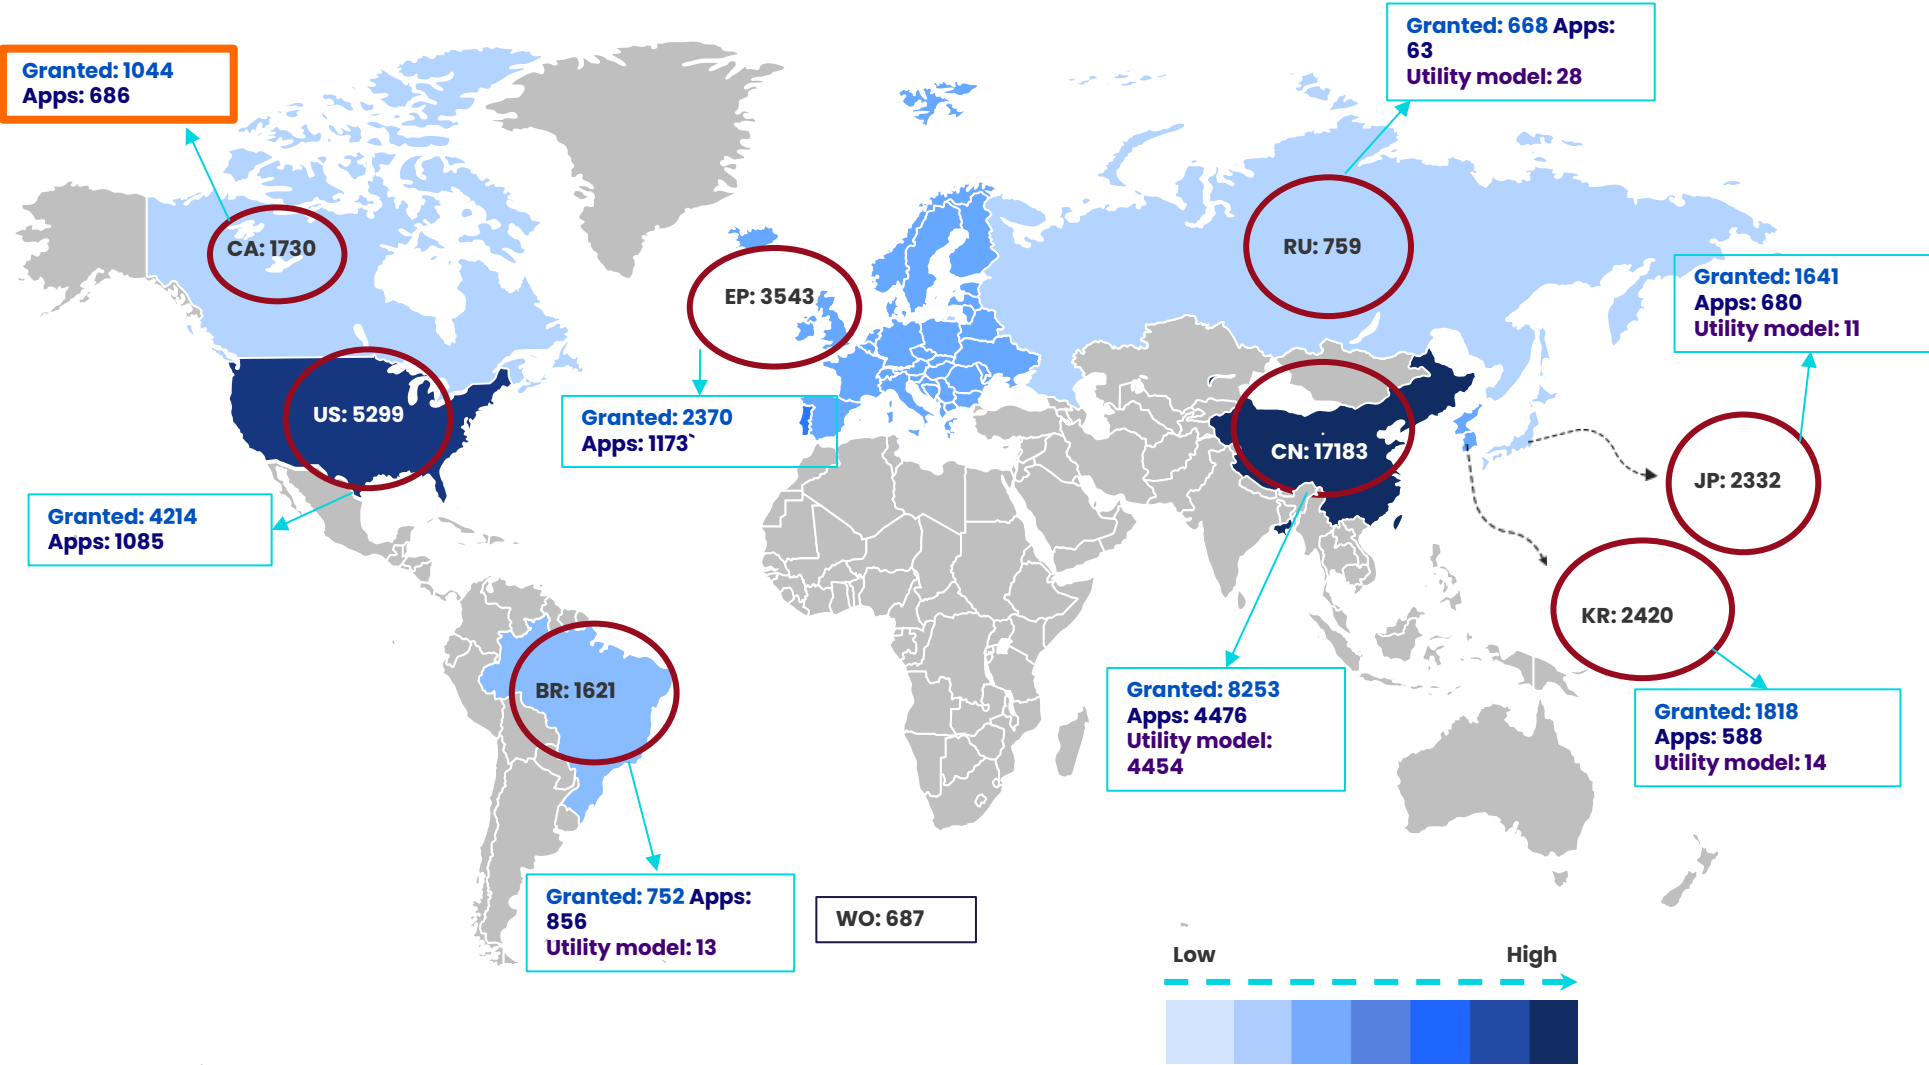 Granted: 668 Apps:
63
Utility model: 28
Granted: 1044
Apps: 686
CA: 1730
RU: 759
EP: 3543
Granted: 1641
Apps: 680
Utility model: 11
US: 5299
Granted: 2370
Apps: 1173`
CN: 17183
JP: 2332
Granted: 4214
Apps: 1085
KR: 2420
BR: 1621
Granted: 8253
Apps: 4476
Utility model:
4454
Granted: 1818
Apps: 588
Utility model: 14
Granted: 752 Apps:
856
Utility model: 13
WO: 687
Low
High